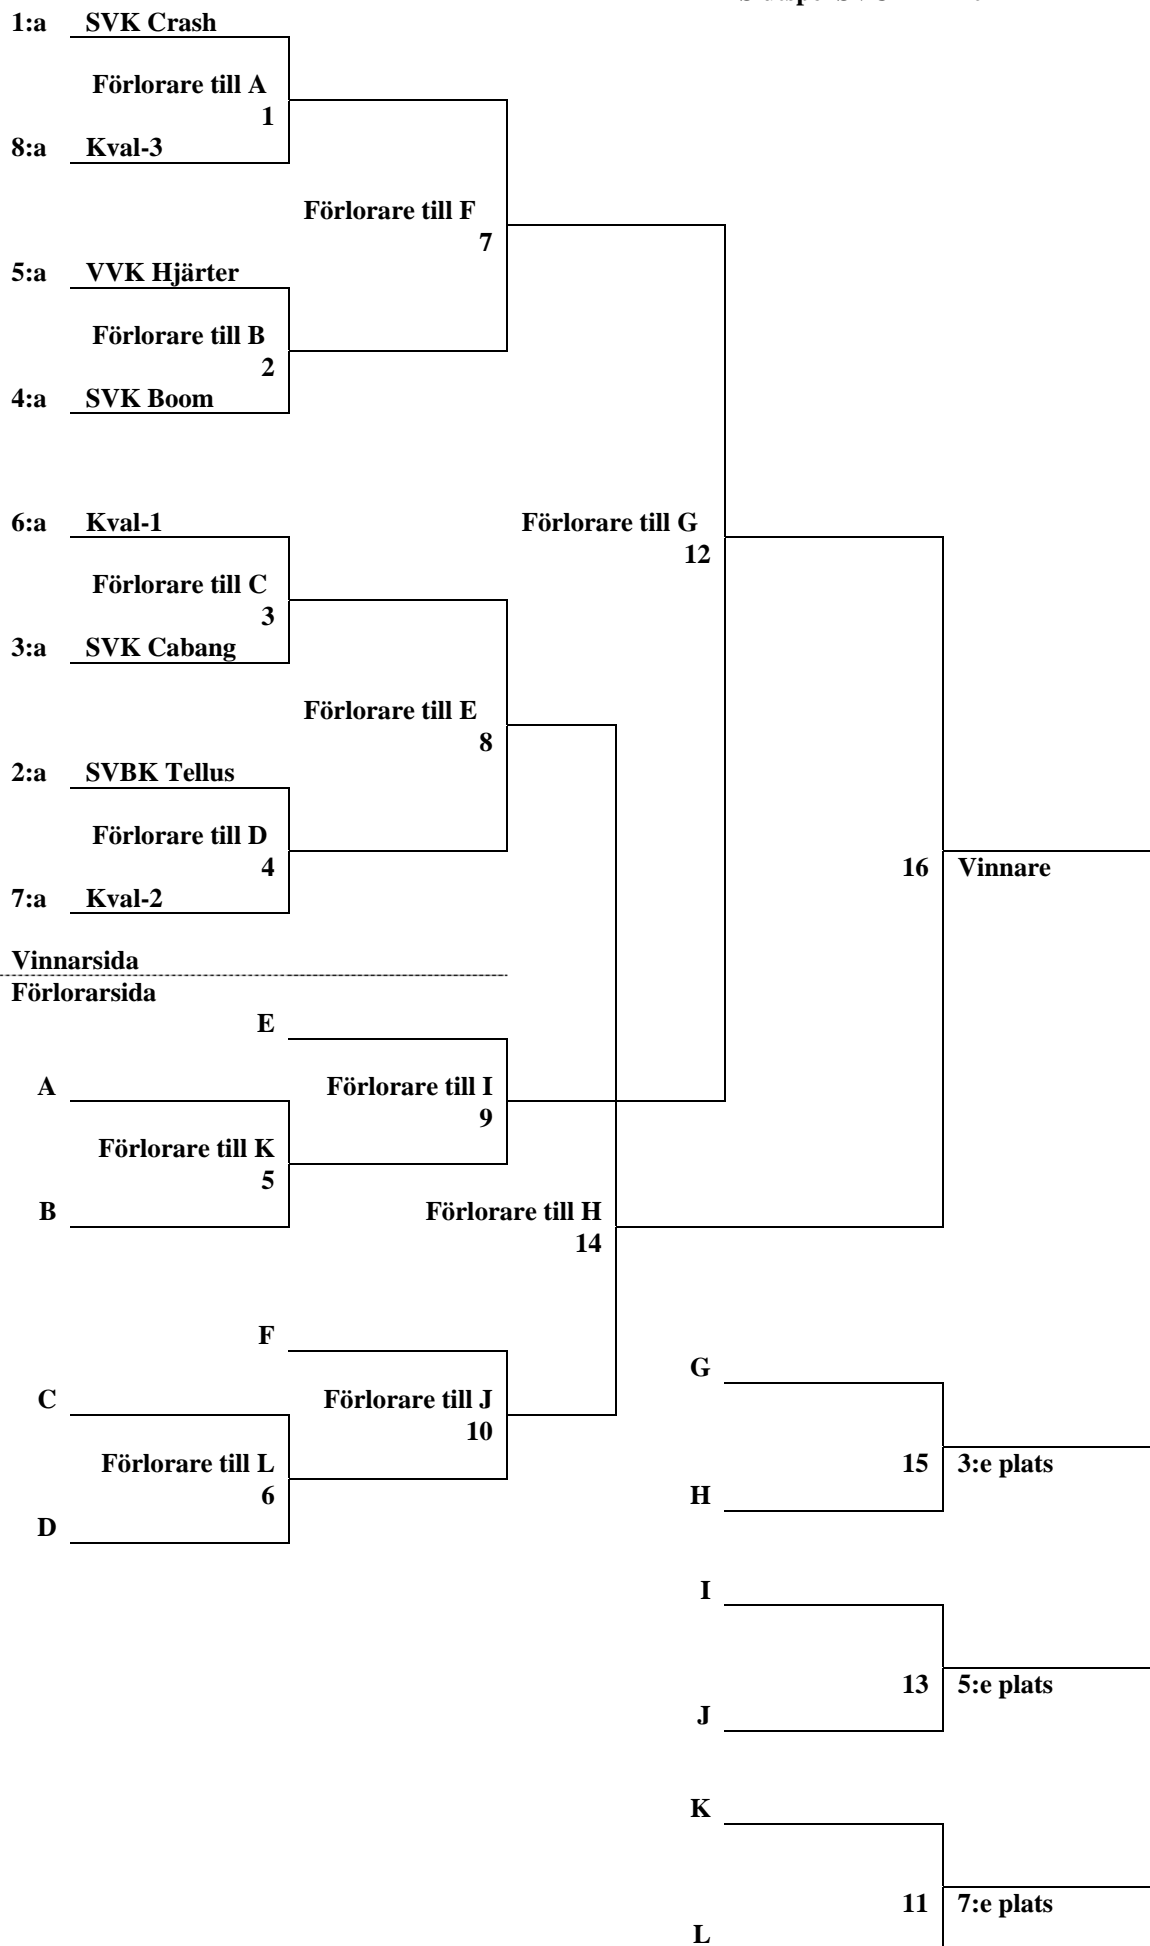 1:a SVK Crash
Förlorare till A
1
8:a Kval-3
Förlorare till F
7
5:a VVK Hjärter
Förlorare till B
2
4:a SVK Boom
6:a Kval-1
Förlorare till G
12
Förlorare till C
3
3:a SVK Cabang
Förlorare till E
8
2:a SVBK Tellus
Förlorare till D
4
16 Vinnare
7:a Kval-2
Vinnarsida
Förlorarsida
E
A Förlorare till I
9
Förlorare till K
5
B Förlorare till H
14
F
G
C Förlorare till J
10
Förlorare till L 15 3:e plats
6
H
D
I
13 5:e plats
J
K
11 7:e plats
L